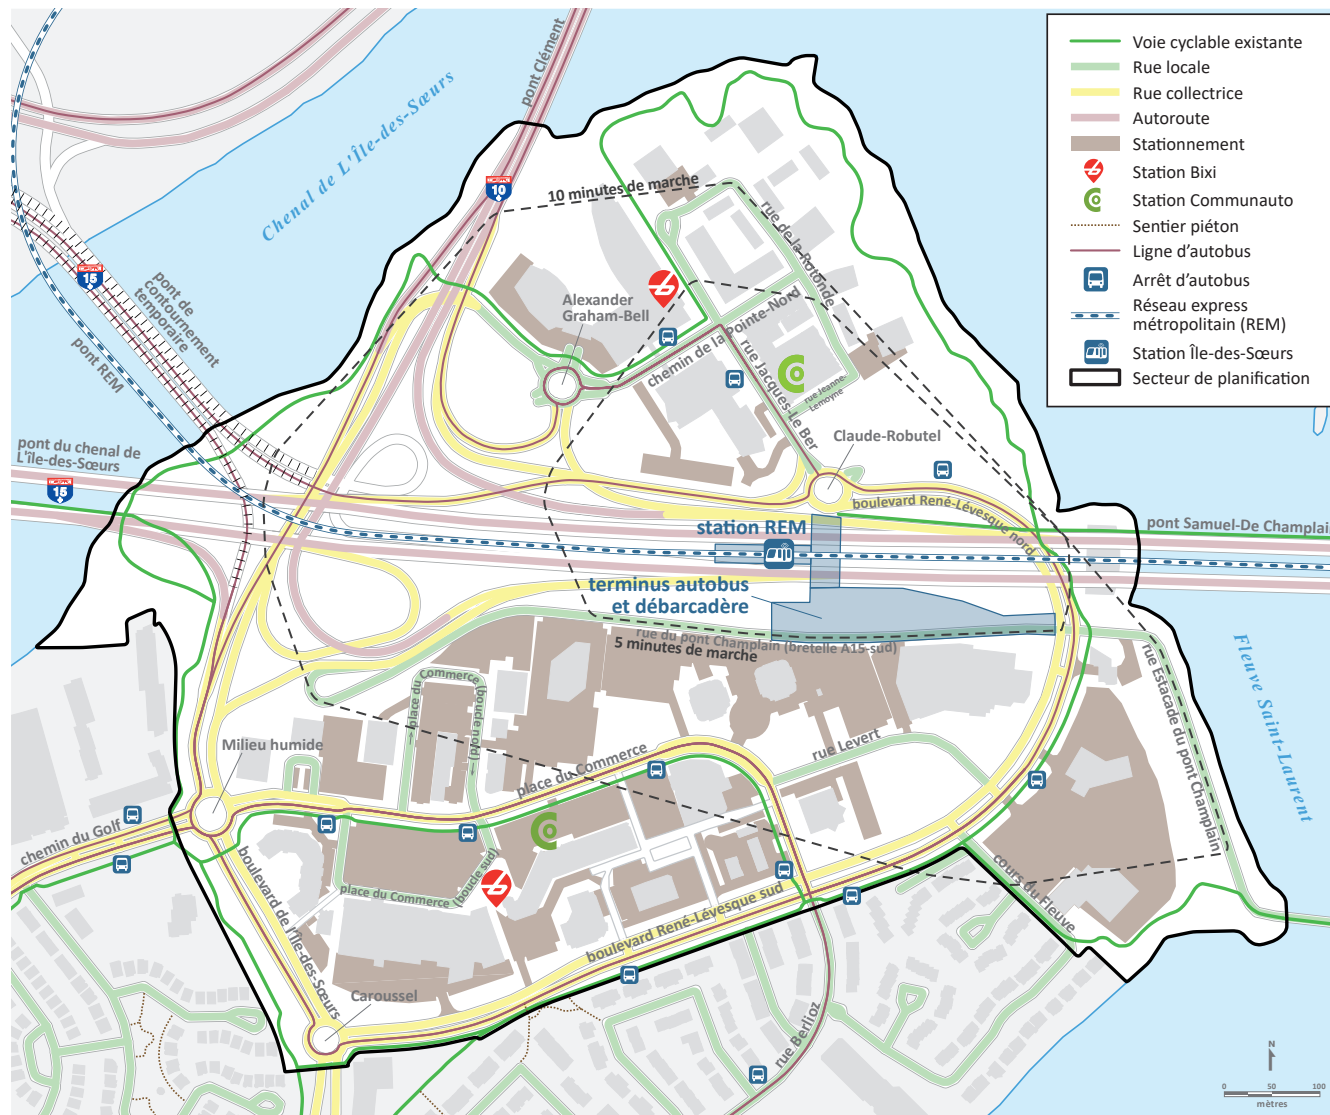 Voie cyclable existante
Rue locale
Rue collectrice
Autoroute
Stationnement
Station Bixi
Station Communauto
Sentier piéton
Ligne d'autobus
Arrêt d'autobus
Réseau express
métropolitain (REM)
Station Île-des-Sœurs
Secteur de planification
pont Clément
Chenal de L'Île-des-Sœurs
10
10 minutes de marche
15
pont de
contournement
temporaire
pont REM
rue de la Rotonde
Alexander
Graham-Bell
chemin de la Pointe-Nord
rue Jacques-Le Ber
rue Jeanne-
Lemoyne
Claude-Robutel
pont du chenal de
L'île-des-Sœurs
15
boulevard René-Lévesque nord
pont Samuel-De Champlain
station REM
terminus autobus
et débarcadère
rue du pont Champlain (bretelle A15-sud)
5 minutes de marche
rue Estacade du pont Champlain
Fleuve Saint-Laurent
place du Commerce
(boucle nord)
Milieu humide
place du Commerce
rue Levert
chemin du Golf
place du Commerce (boucle sud)
boulevard de l'Île-des-Sœurs
boulevard René-Lévesque sud
cours du Fleuve
Caroussel
rue Berlioz
N
0 50 100
mètres